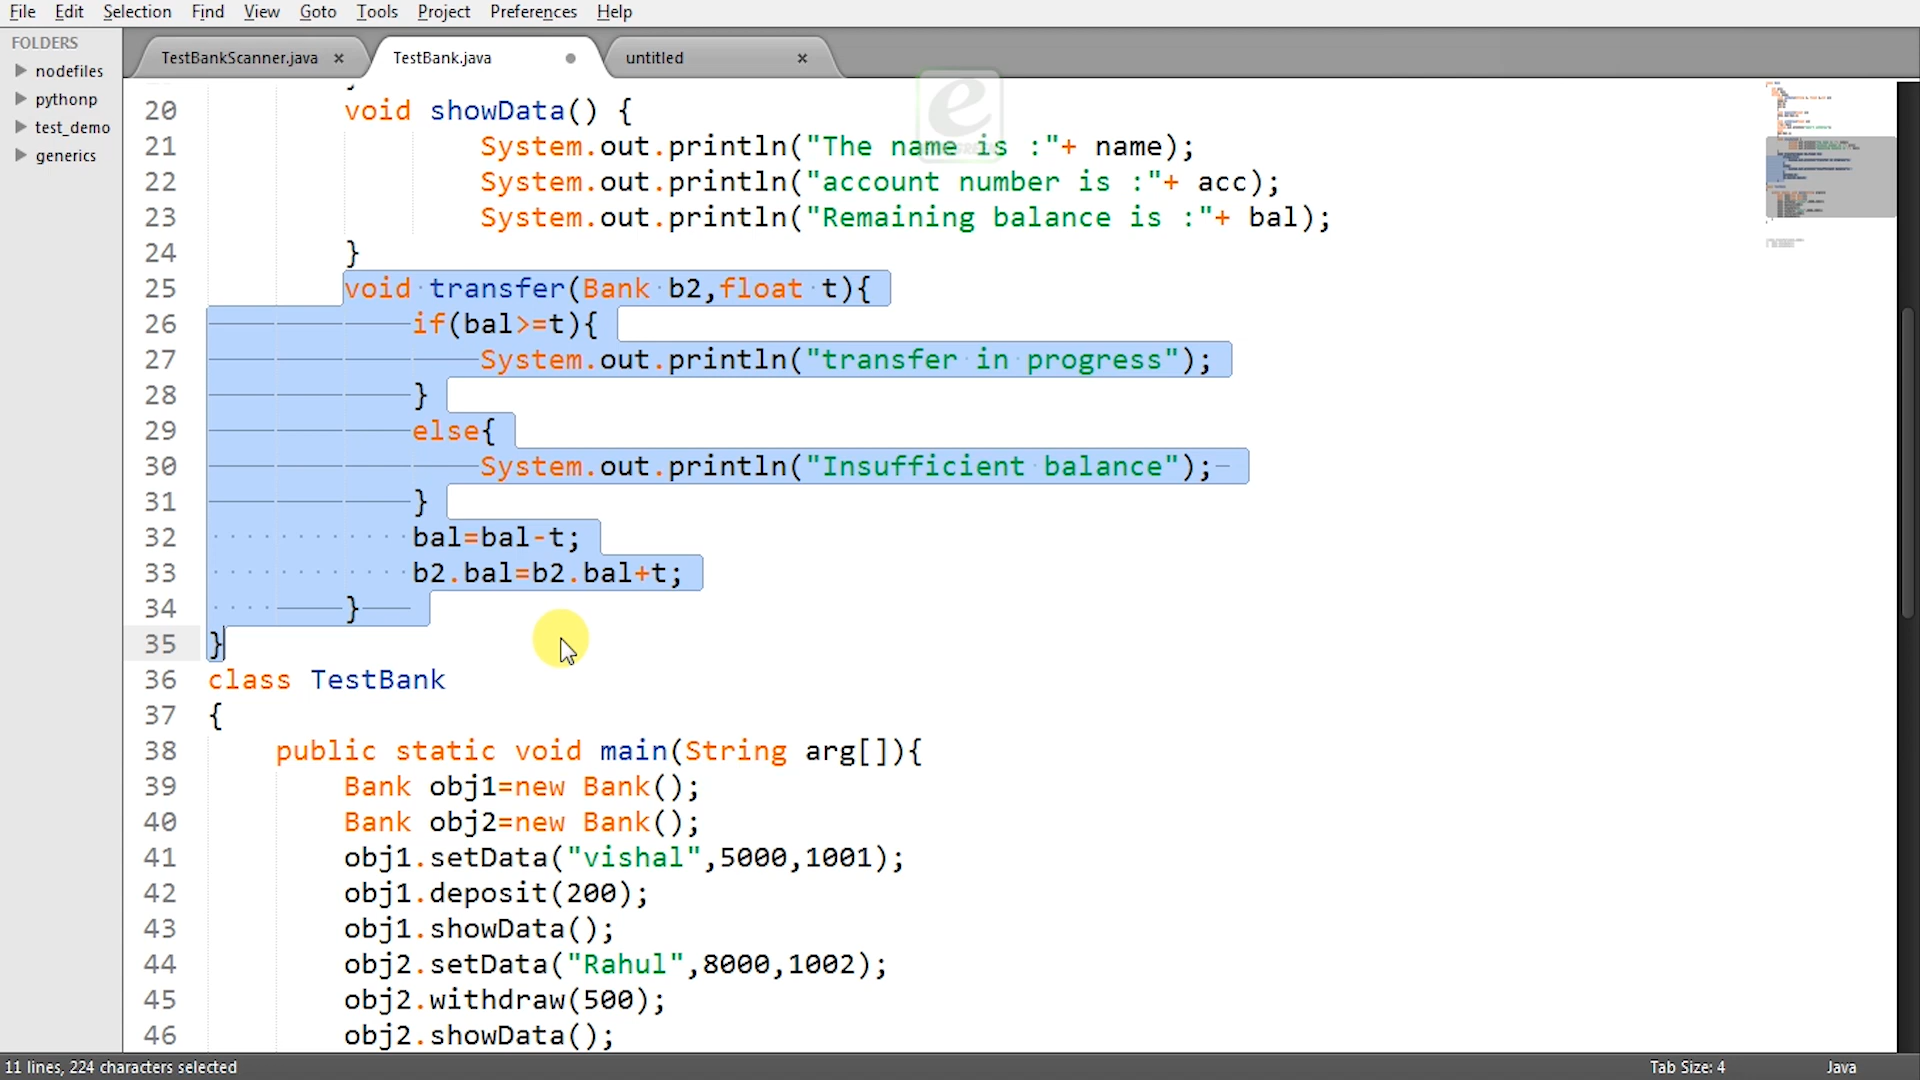 File Edit Selection Find View Goto Tools Project Preferences Help
FOLDERS
nodefiles
pythonp
test_demo
generics
TestBankScanner.java × TestBank.java untitled ×
20 void showData() {
21 System.out.println("The name is :"+ name);
22 System.out.println("account number is :"+ acc);
23 System.out.println("Remaining balance is :"+ bal);
24 }
25 void transfer(Bank b2,float t){
26 if(bal>=t){
27 System.out.println("transfer in progress");
28 }
29 else{
30 System.out.println("Insufficient balance");
31 }
32 bal=bal-t;
33 b2.bal=b2.bal+t;
34 }
35 }
36 class TestBank
37 {
38 public static void main(String arg[]){
39 Bank obj1=new Bank();
40 Bank obj2=new Bank();
41 obj1.setData("vishal",5000,1001);
42 obj1.deposit(200);
43 obj1.showData();
44 obj2.setData("Rahul",8000,1002);
45 obj2.withdraw(500);
46 obj2.showData();
11 lines, 224 characters selected Tab Size: 4 Java